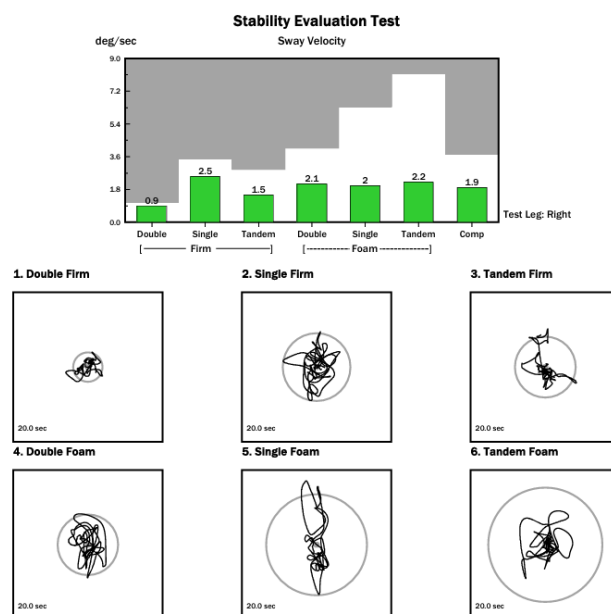 Stability Evaluation Test
deg/sec Sway Velocity
9.0
7.2
5.4
3.6
1.8
0.0
0.9 2.5 1.5 2.1 2 2.2 1.9
Test Leg: Right
Double Single Tandem Double Single Tandem Comp
[---- Firm ----] [------------ Foam ------------]
1. Double Firm 2. Single Firm 3. Tandem Firm
20.0 sec 20.0 sec 20.0 sec
4. Double Foam 5. Single Foam 6. Tandem Foam
20.0 sec 20.0 sec 20.0 sec